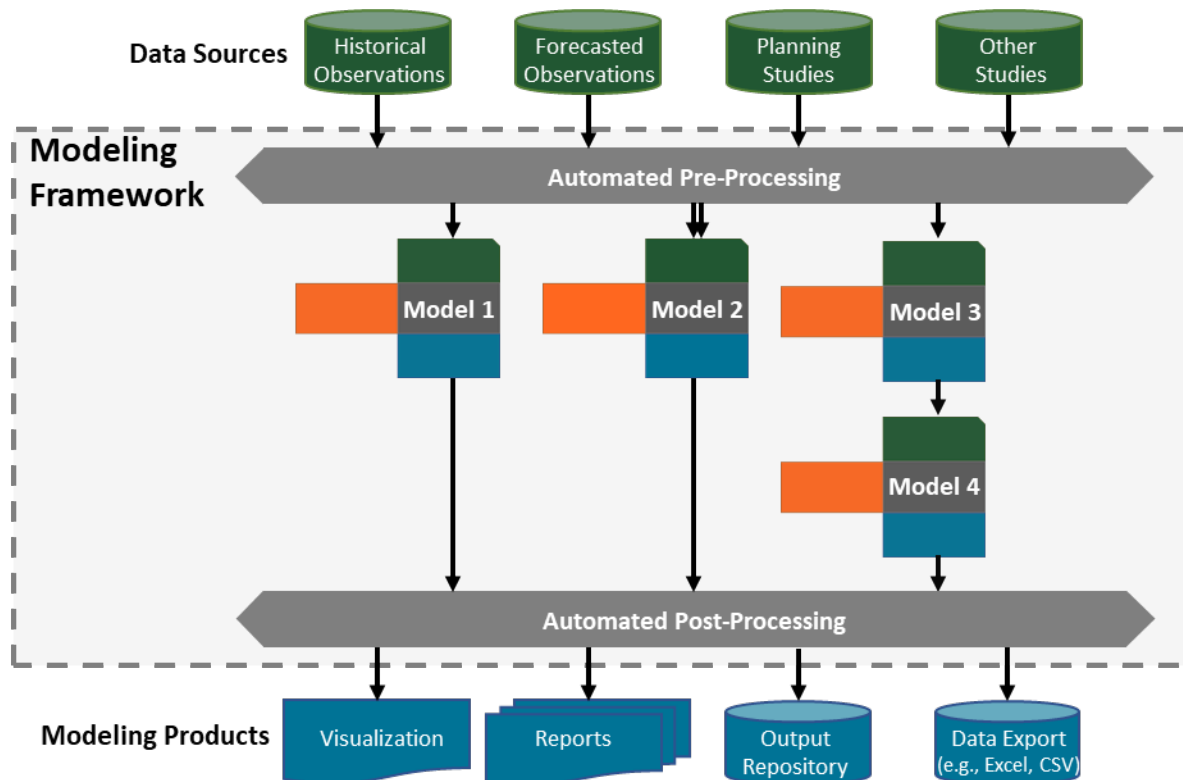 Data Sources
Historical
Observations
Forecasted
Observations
Planning
Studies
Other
Studies
Modeling
Framework
Automated Pre-Processing
Model 1
Model 2
Model 3
Model 4
Automated Post-Processing
Modeling Products
Visualization
Reports
Output
Repository
Data Export
(e.g., Excel, CSV)